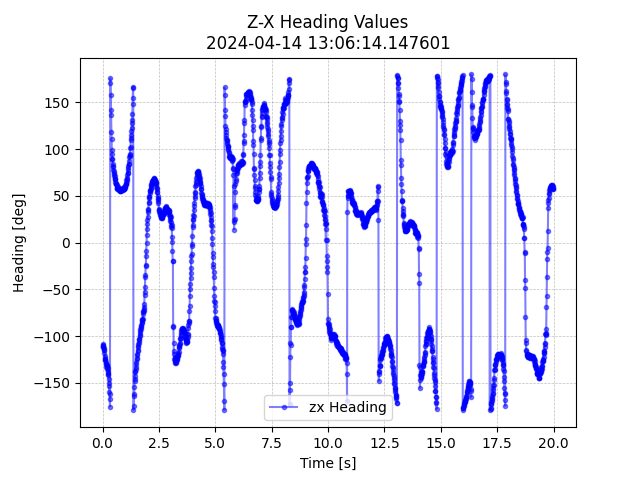 Z-X Heading Values
2024-04-14 13:06:14.147601
150
100
50
0
−50
−100
−150
Heading [deg]
zx Heading
0.0 2.5 5.0 7.5 10.0 12.5 15.0 17.5 20.0
Time [s]